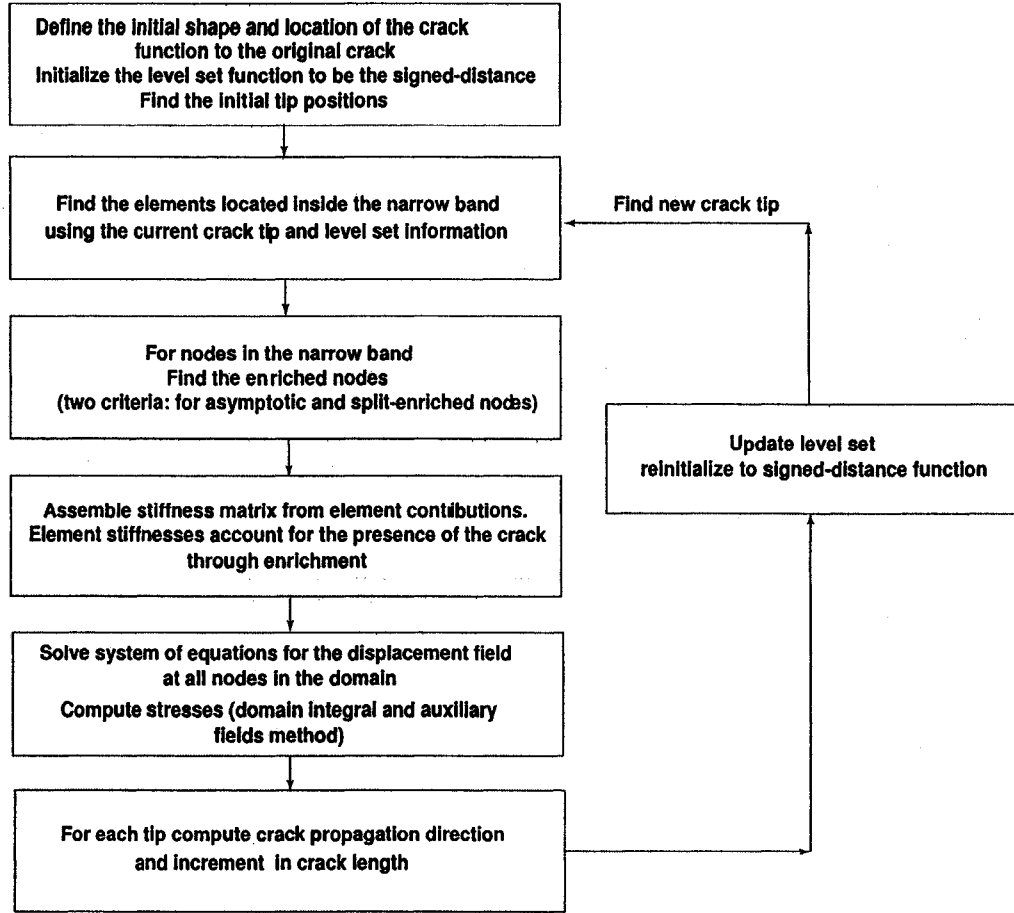 Define the initial shape and location of the crack
function to the original crack
Initialize the level set function to be the signed-distance
Find the initial tip positions
Find the elements located inside the narrow band
using the current crack tip and level set information
Find new crack tip
For nodes in the narrow band
Find the enriched nodes
(two criteria: for asymptotic and split-enriched nodes)
Update level set
reinitialize to signed-distance function
Assemble stiffness matrix from element contributions.
Element stiffnesses account for the presence of the crack
through enrichment
Solve system of equations for the displacement field
at all nodes in the domain
Compute stresses (domain integral and auxiliary
fields method)
For each tip compute crack propagation direction
and increment in crack length